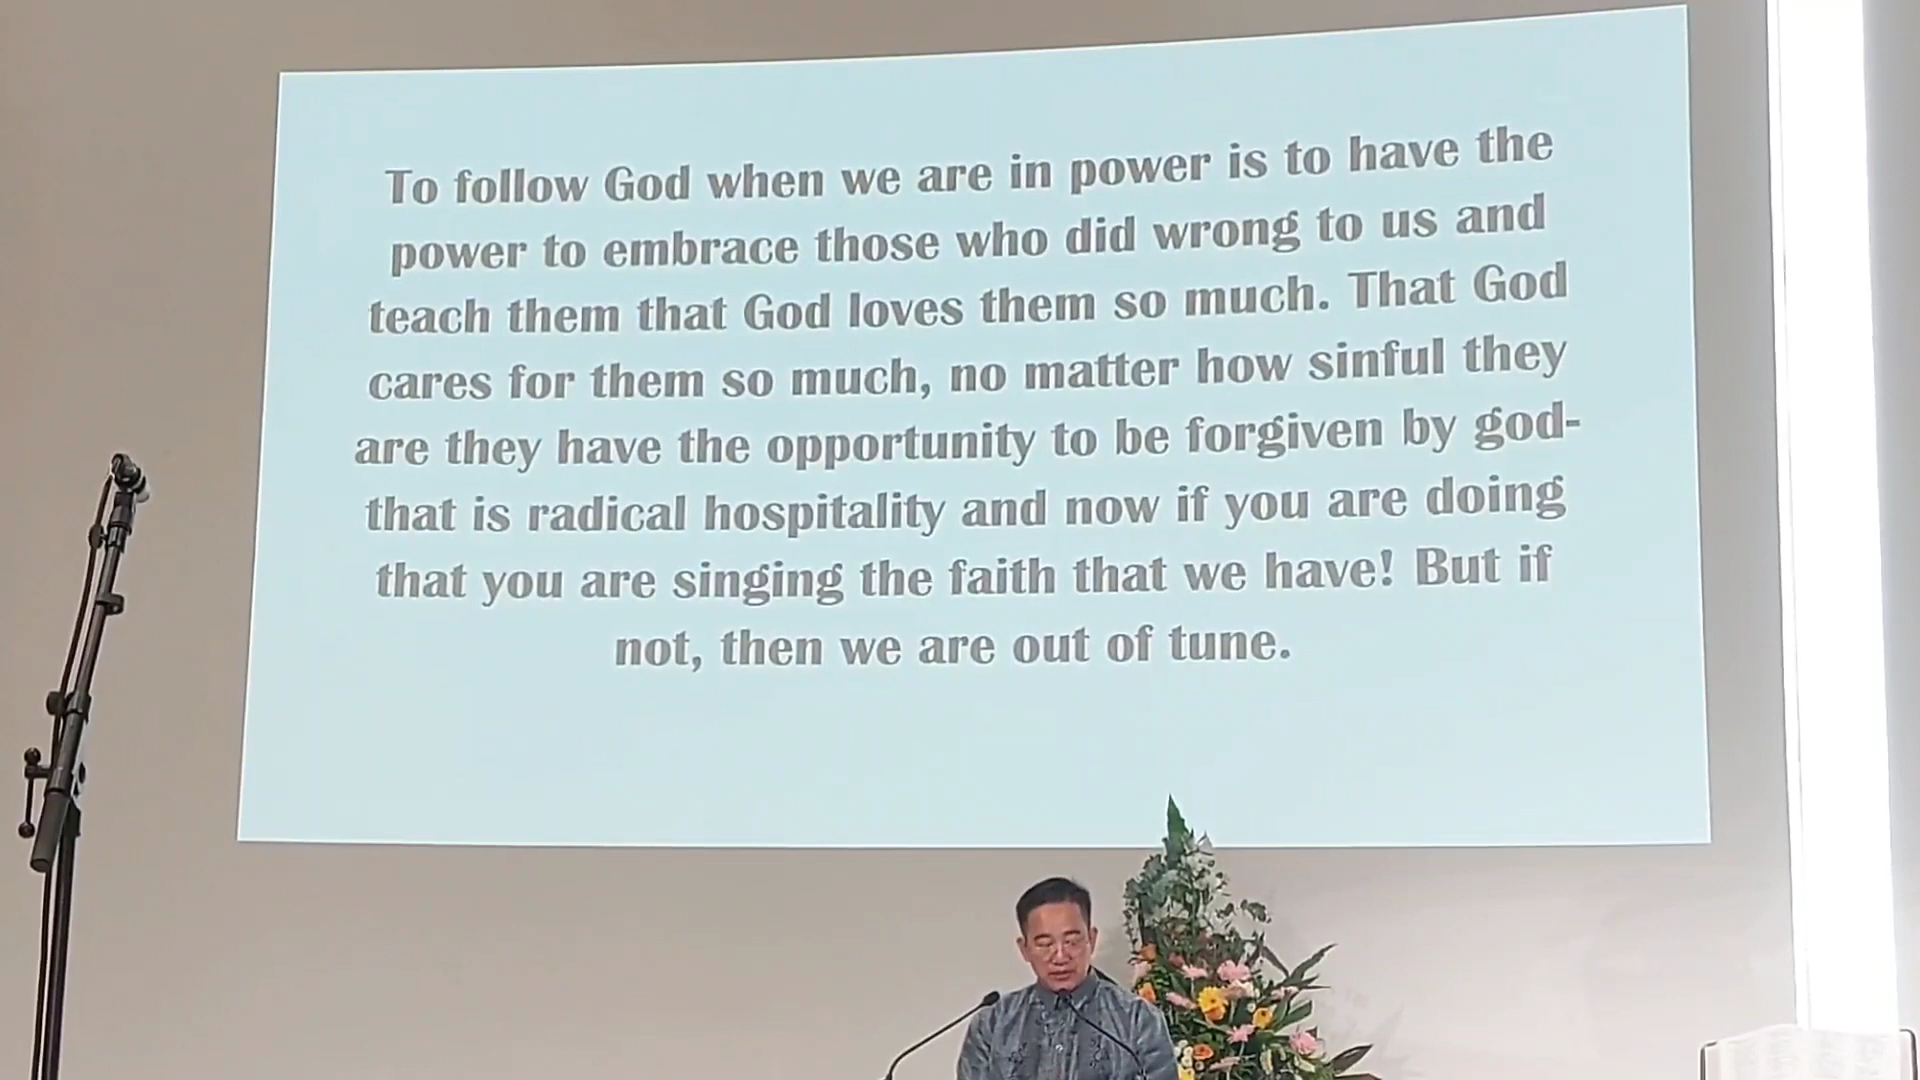 To follow God when we are in power is to have the
power to embrace those who did wrong to us and
teach them that God loves them so much. That God
cares for them so much, no matter how sinful they
are they have the opportunity to be forgiven by god-
that is radical hospitality and now if you are doing
that you are singing the faith that we have! But if
not, then we are out of tune.